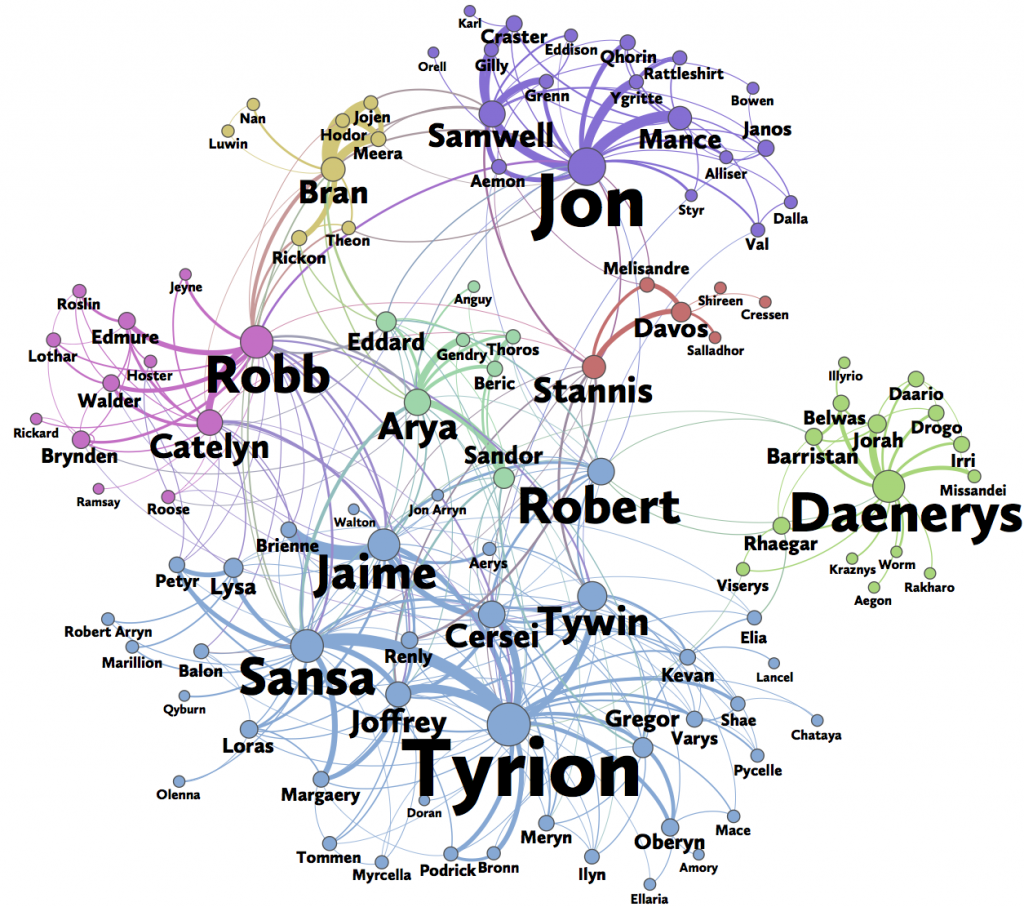 Karl
Craster
Eddison
Qhorin
Orell
Gilly
Rattleshirt
Grenn
Ygritte
Bowen
Nan
Jojen
Hodor
Samwell
Mance
Janos
Luwin
Meera
Alliser
Bran
Aemon
Jon
Styr
Dalla
Val
Theon
Rickon
Melisandre
Jeyne
Anguy
Shireen
Roslin
Cressen
Edmure
Eddard
Davos
Lothar
Gendry
Thoros
Salladhor
Hoster
Robb
Beric
Stannis
Illyrio
Walder
Daario
Belwas
Rickard
Arya
Jorah
Drogo
Catelyn
Brynden
Sandor
Barristan
Irri
Ramsay
Missandei
Roose
Jon Arryn
Robert
Daenerys
Walton
Brienne
Rhaegar
Jaime
Aerys
Petyr
Lysa
Kraznys
Worm
Viserys
Rakharo
Aegon
Robert Arryn
Cersei
Tywin
Elia
Marillion
Renly
Balon
Sansa
Kevan
Lancel
Qyburn
Joffrey
Gregor
Shae
Varys
Chataya
Loras
Tyrion
Pycelle
Olenna
Margaery
Doran
Meryn
Mace
Oberyn
Tommen
Podrick
Bronn
Amory
Myrcella
Ilyn
Ellaria